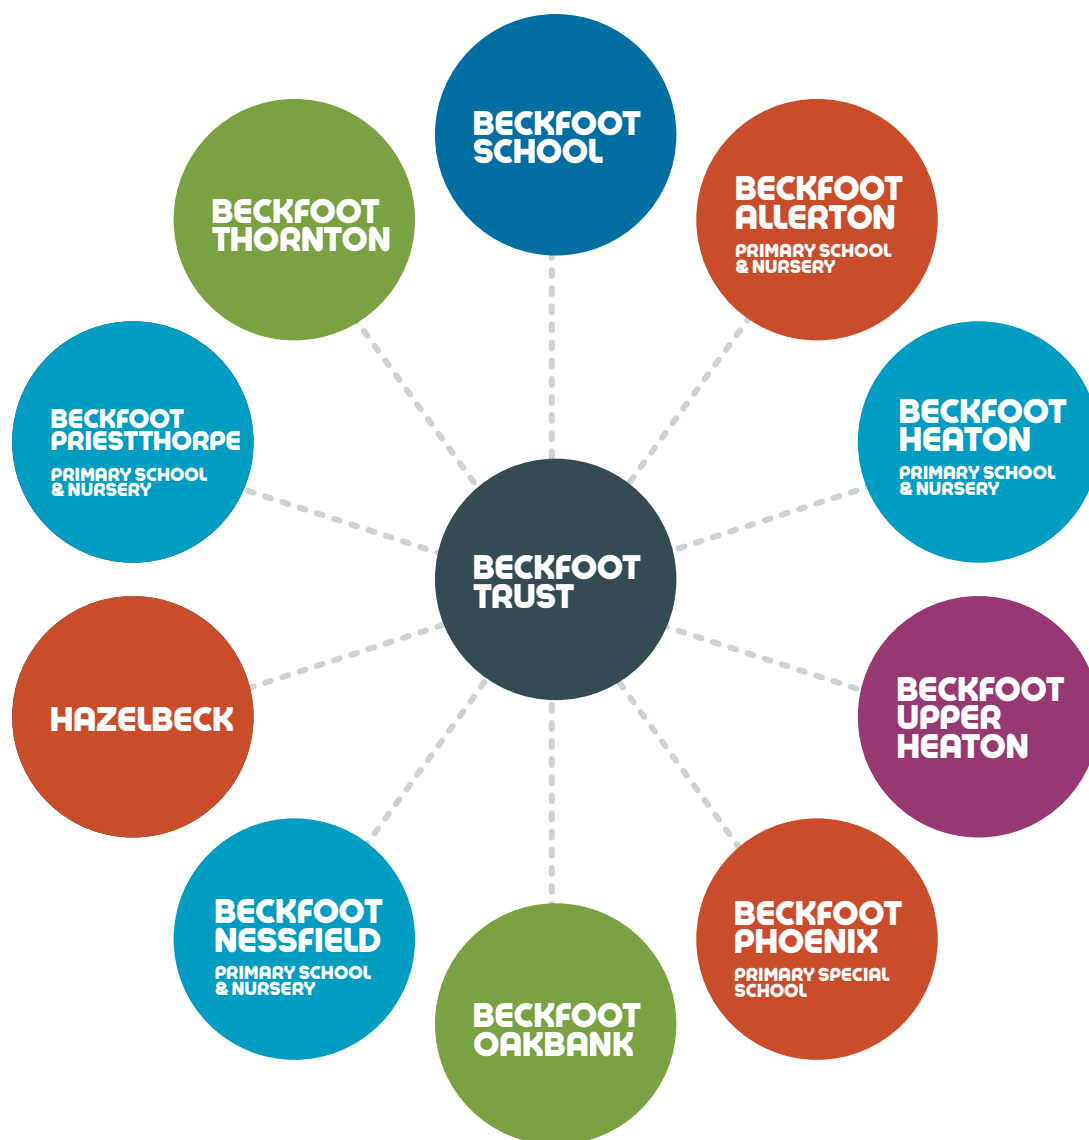 BECKFOOT
SCHOOL
BECKFOOT
THORNTON
BECKFOOT
ALLERTON
PRIMARY SCHOOL
& NURSERY
BECKFOOT
PRIESTTHORPE
PRIMARY SCHOOL
& NURSERY
BECKFOOT
HEATON
PRIMARY SCHOOL
& NURSERY
BECKFOOT
TRUST
HAZELBECK
BECKFOOT
UPPER
HEATON
BECKFOOT
NESSFIELD
PRIMARY SCHOOL
& NURSERY
BECKFOOT
PHOENIX
PRIMARY SPECIAL
SCHOOL
BECKFOOT
OAKBANK